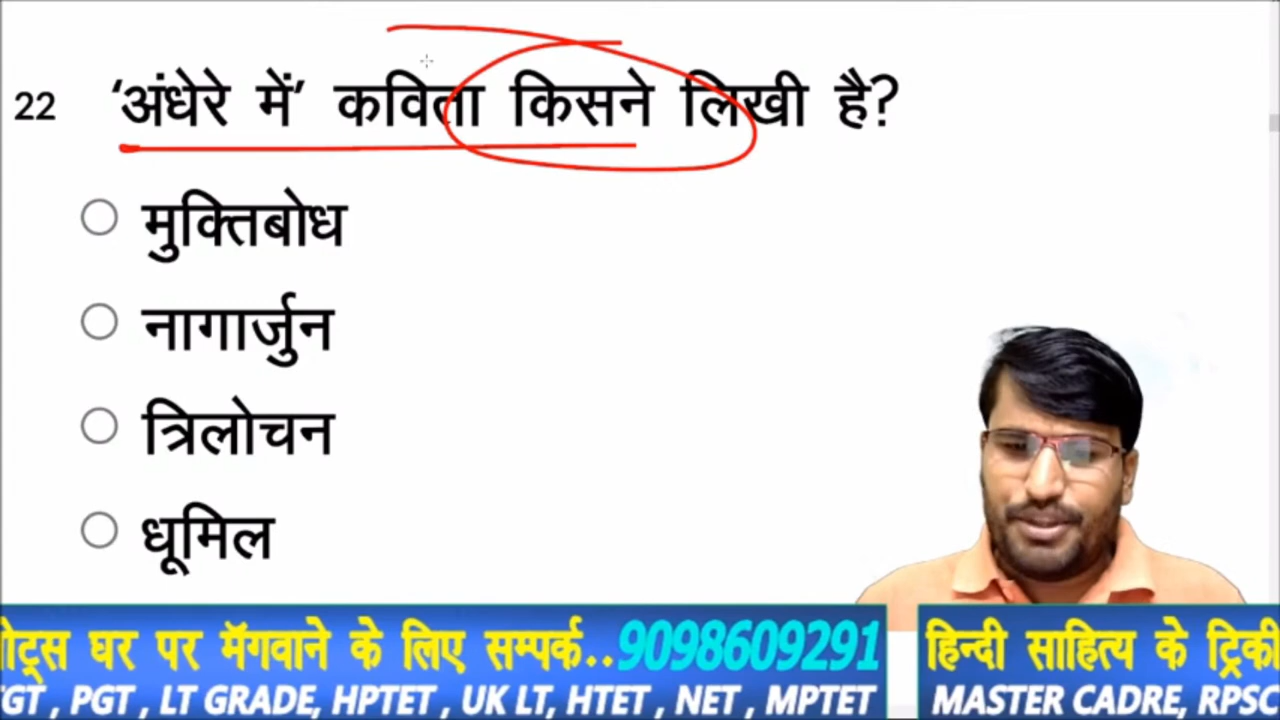 22 ‘अंधेरे में’ कविता किसने लिखी है?
मुक्तिबोध
नागार्जुन
त्रिलोचन
धूमिल
घर पर मॅगवाने के लिए सम्पर्क..9098609291
हिन्दी साहित्य के ट्रिकी
PGT , LT GRADE, HPTET , UK LT, HTET , NET , MPTET
MASTER CADRE, RPSC